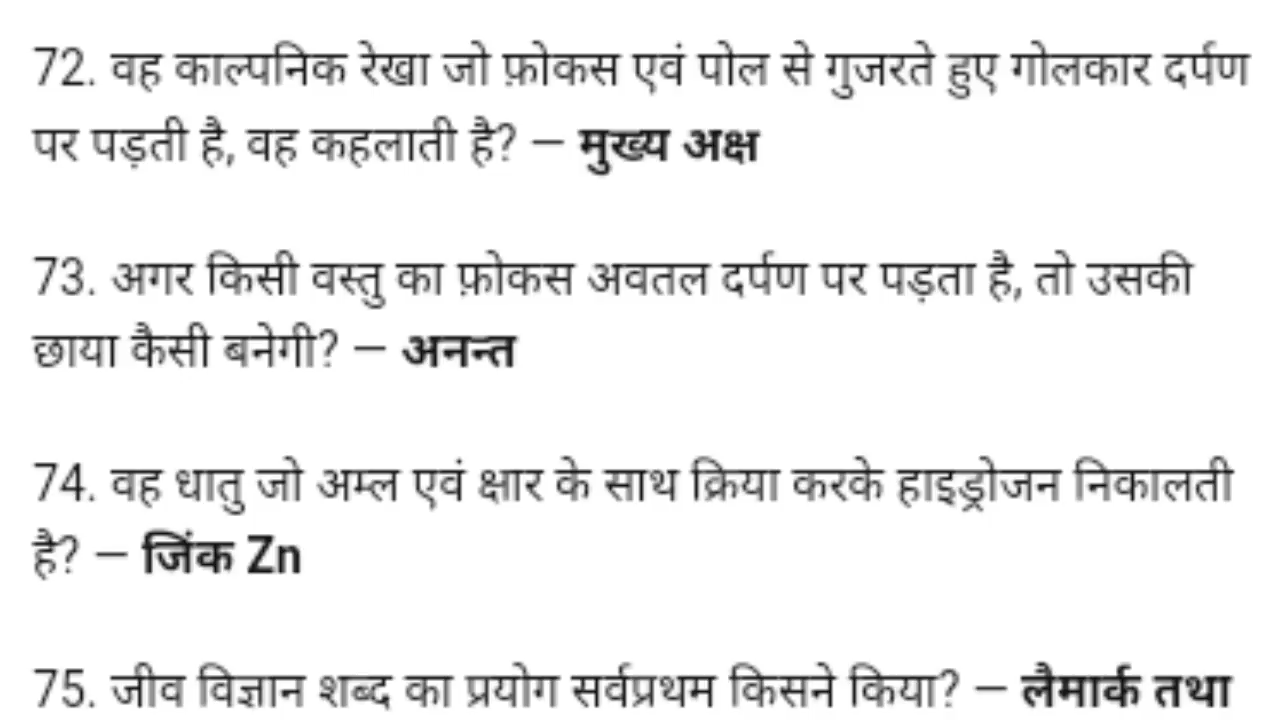 72. वह काल्पनिक रेखा जो फ़ोकस एवं पोल से गुजरते हुए गोलकार दर्पण
पर पड़ती है, वह कहलाती है? – मुख्य अक्ष
73. अगर किसी वस्तु का फ़ोकस अवतल दर्पण पर पड़ता है, तो उसकी
छाया कैसी बनेगी? – अनन्त
74. वह धातु जो अम्ल एवं क्षार के साथ क्रिया करके हाइड्रोजन निकालती
है? – जिंक Zn
75. जीव विज्ञान शब्द का प्रयोग सर्वप्रथम किसने किया? – लैमार्क तथा